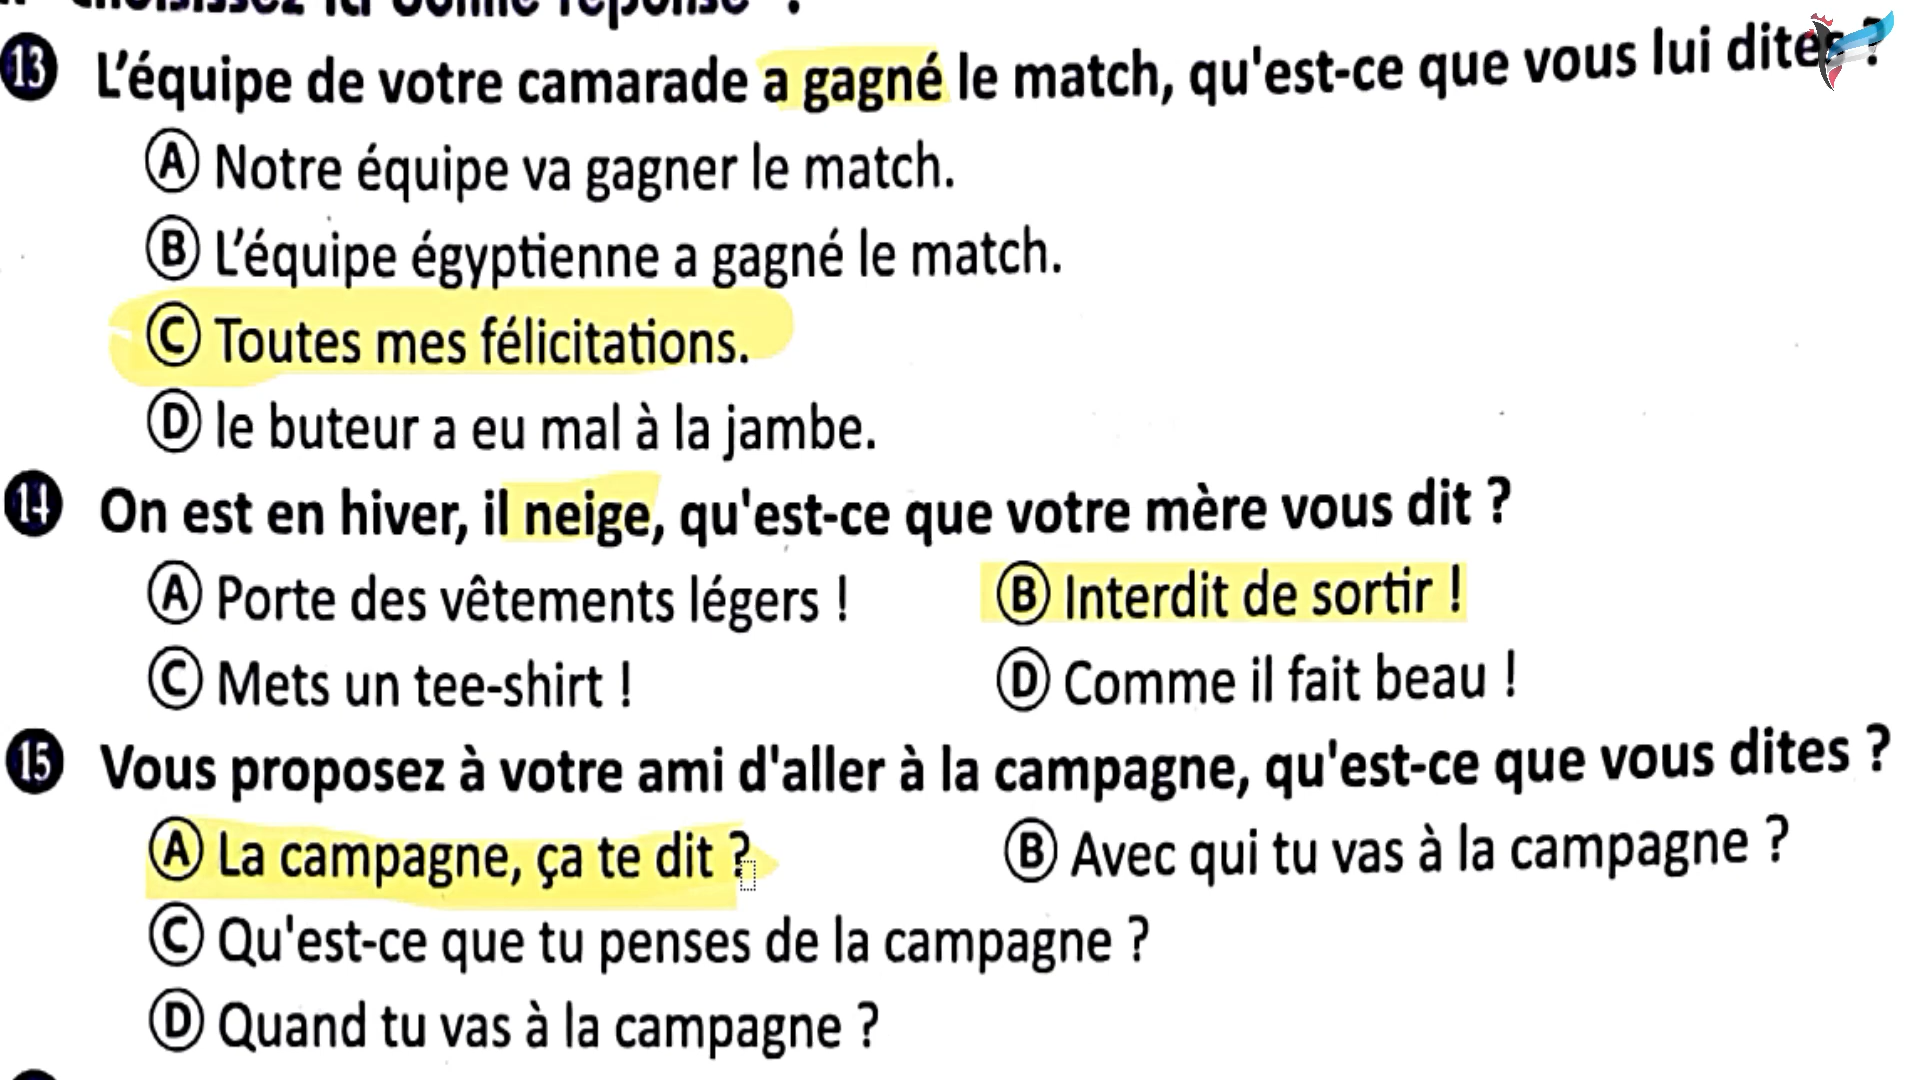 choisissez la bonne réponse :
13 L'équipe de votre camarade a gagné le match, qu'est-ce que vous lui dites ?
A Notre équipe va gagner le match.
B L'équipe égyptienne a gagné le match.
C Toutes mes félicitations.
D le buteur a eu mal à la jambe.
14 On est en hiver, il neige, qu'est-ce que votre mère vous dit ?
A Porte des vêtements légers !
B Interdit de sortir !
C Mets un tee-shirt !
D Comme il fait beau !
15 Vous proposez à votre ami d'aller à la campagne, qu'est-ce que vous dites ?
A La campagne, ça te dit ?
B Avec qui tu vas à la campagne ?
C Qu'est-ce que tu penses de la campagne ?
D Quand tu vas à la campagne ?